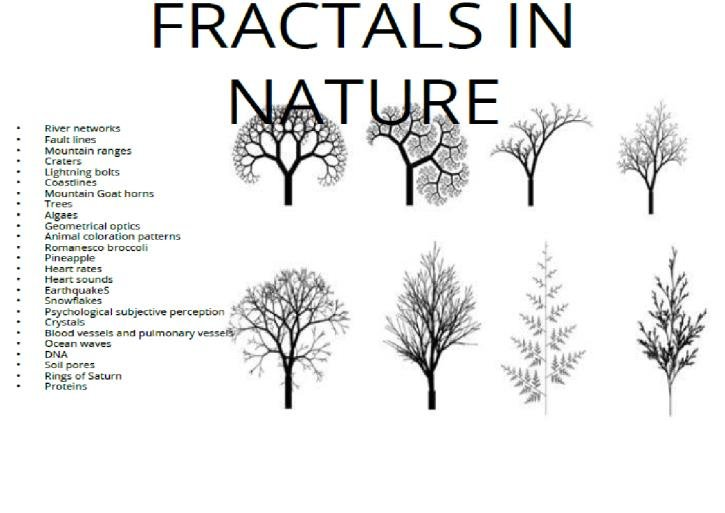 FRACTALS IN
NATURE
• River networks
• Fault lines
• Mountain ranges
• Craters
• Lightning bolts
• Coastlines
• Mountain Goat horns
• Trees
• Algaes
• Geometrical optics
• Animal coloration patterns
• Romanesco broccoli
• Pineapple
• Heart rates
• Heart sounds
• EarthquakeS
• Snowflakes
• Psychological subjective perception
• Crystals
• Blood vessels and pulmonary vessels
• Ocean waves
• DNA
• Soil pores
• Rings of Saturn
• Proteins